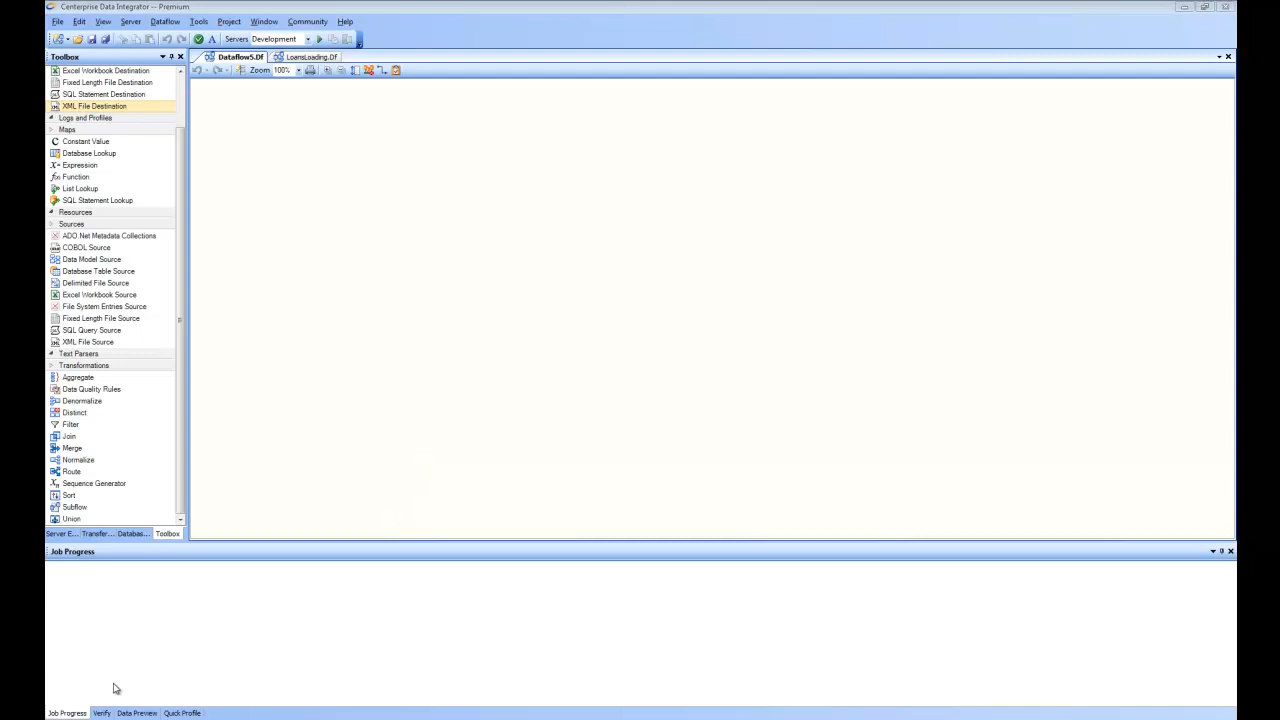 Centerprise Data Integrator -- Premium
File Edit View Server Dataflow Tools Project Window Community Help
Servers Development
Toolbox
Dataflow5.Df LoansLoading.Df
Zoom 100%
Excel Workbook Destination
Fixed Length File Destination
SQL Statement Destination
XML File Destination
Logs and Profiles
Maps
Constant Value
Database Lookup
Expression
Function
List Lookup
SQL Statement Lookup
Resources
Sources
ADO.Net Metadata Collections
COBOL Source
Data Model Source
Database Table Source
Delimited File Source
Excel Workbook Source
File System Entries Source
Fixed Length File Source
SQL Query Source
XML File Source
Text Parsers
Transformations
Aggregate
Data Quality Rules
Denormalize
Distinct
Filter
Join
Merge
Normalize
Route
Sequence Generator
Sort
Subflow
Union
Server E... Transfer... Databas... Toolbox
Job Progress
Job Progress Verify Data Preview Quick Profile